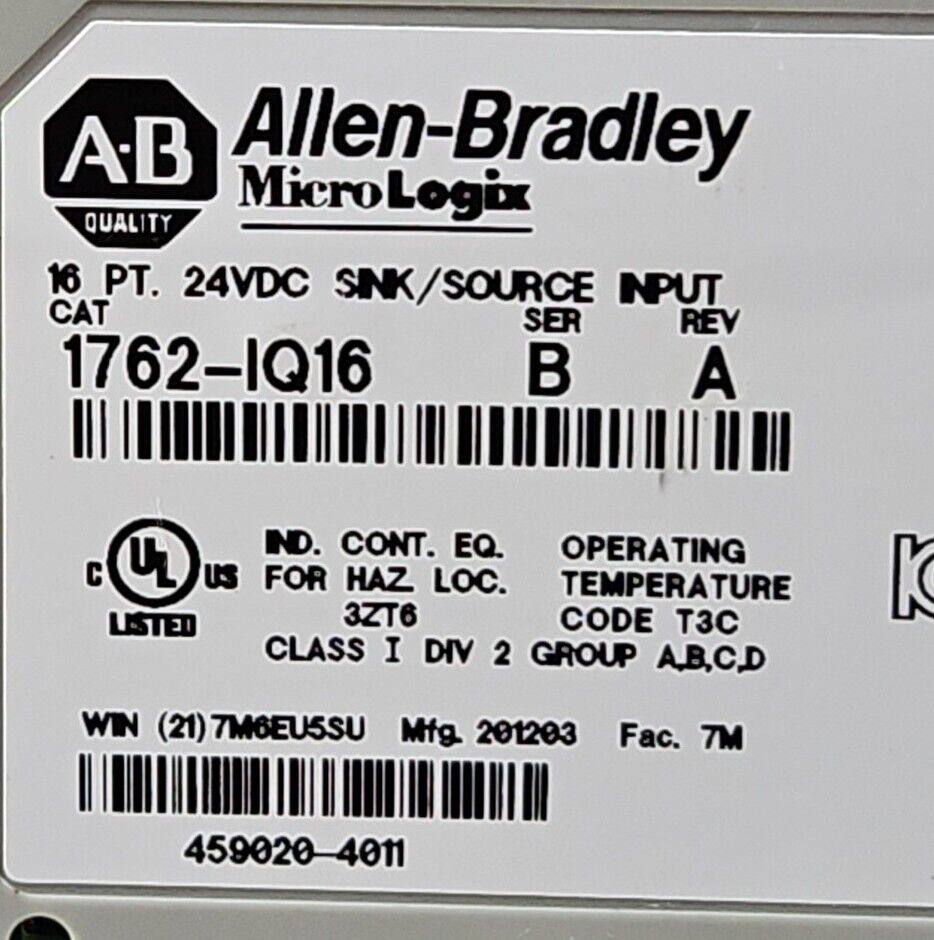 A·B
QUALITY
Allen-Bradley
MicroLogix
16 PT. 24VDC SINK/SOURCE INPUT
CAT SER REV
1762-IQ16 B A
C UL US
LISTED
IND. CONT. EQ.
FOR HAZ LOC.
3ZT6
OPERATING
TEMPERATURE
CODE T3C
CLASS I DIV 2 GROUP A,B,C,D
WIN (21)7M6EU5SU Mfg. 201203 Fac. 7M
459020-4011